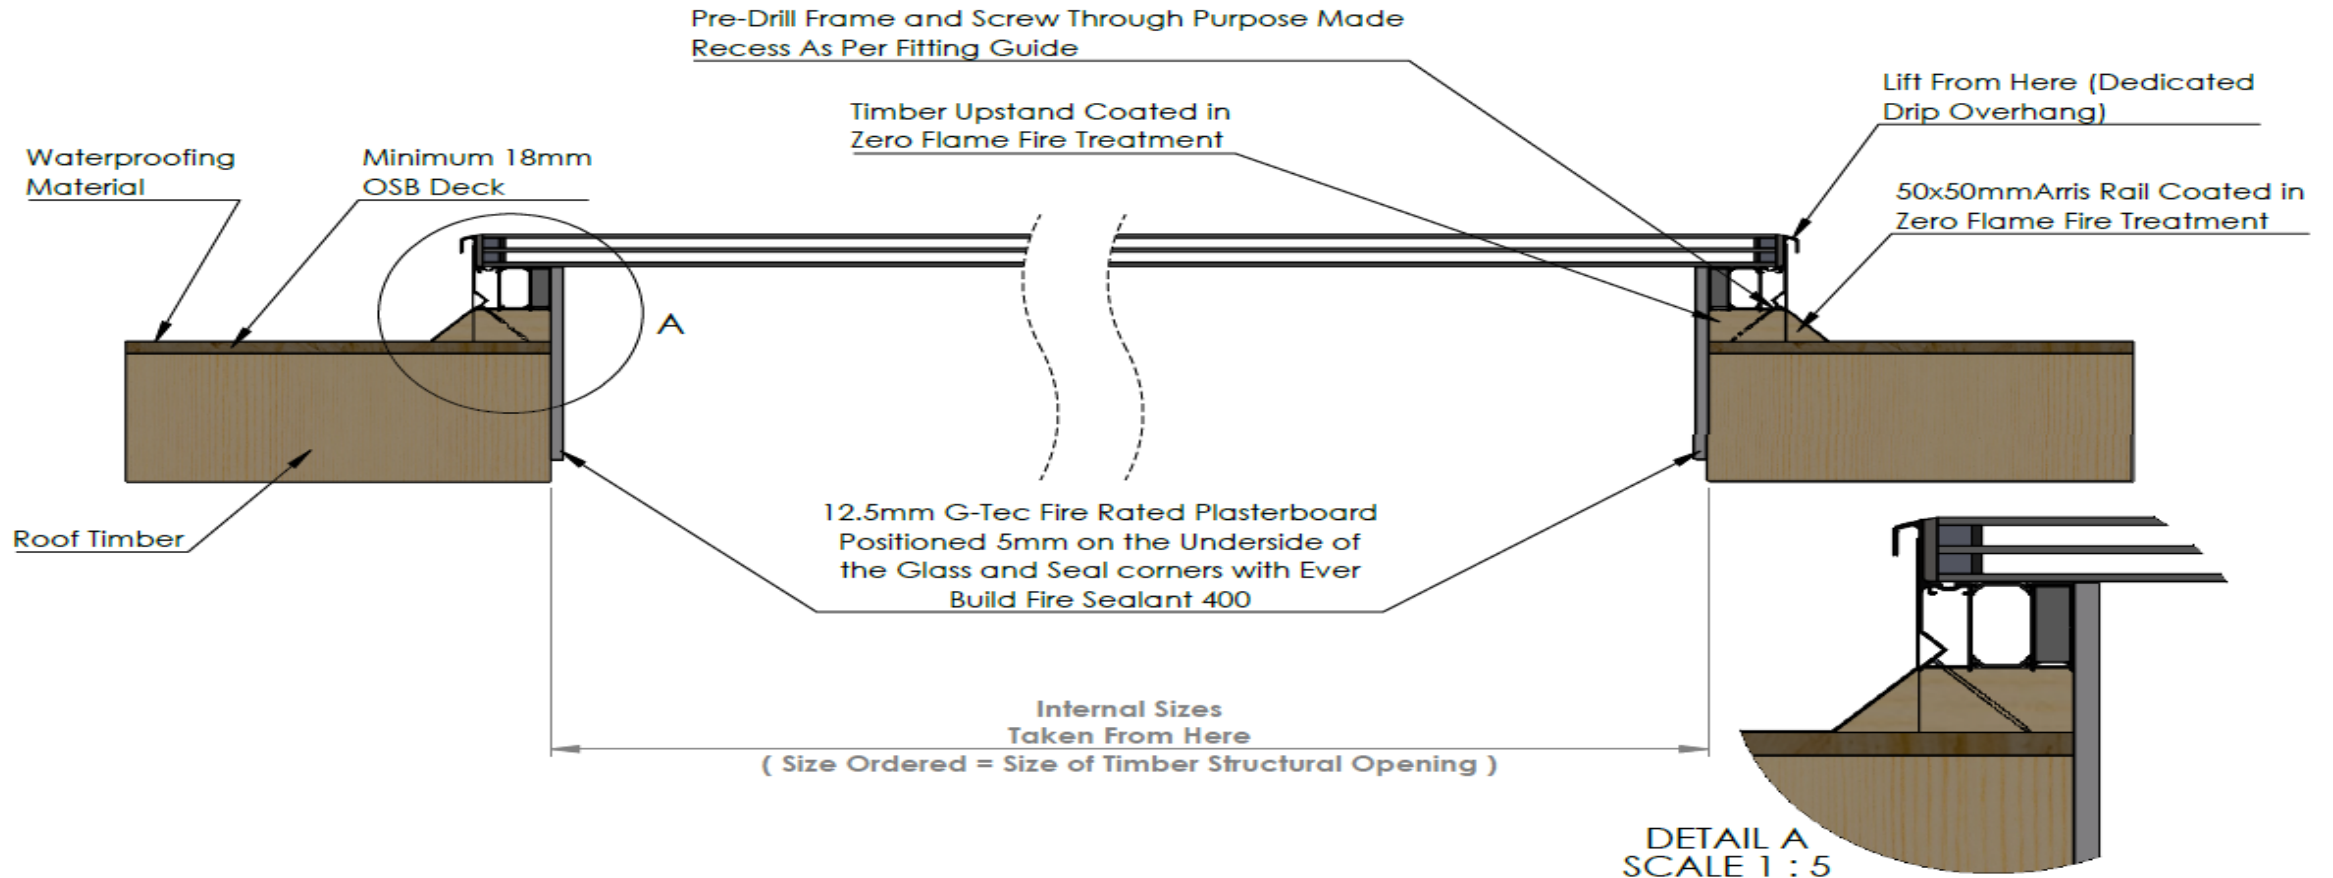 Pre-Drill Frame and Screw Through Purpose Made
Recess As Per Fitting Guide
Lift From Here (Dedicated
Drip Overhang)
Timber Upstand Coated in
Zero Flame Fire Treatment
Waterproofing
Material
Minimum 18mm
OSB Deck
50x50mmArris Rail Coated in
Zero Flame Fire Treatment
A
Roof Timber
12.5mm G-Tec Fire Rated Plasterboard
Positioned 5mm on the Underside of
the Glass and Seal corners with Ever
Build Fire Sealant 400
Internal Sizes
Taken From Here
( Size Ordered = Size of Timber Structural Opening )
DETAIL A
SCALE 1 : 5